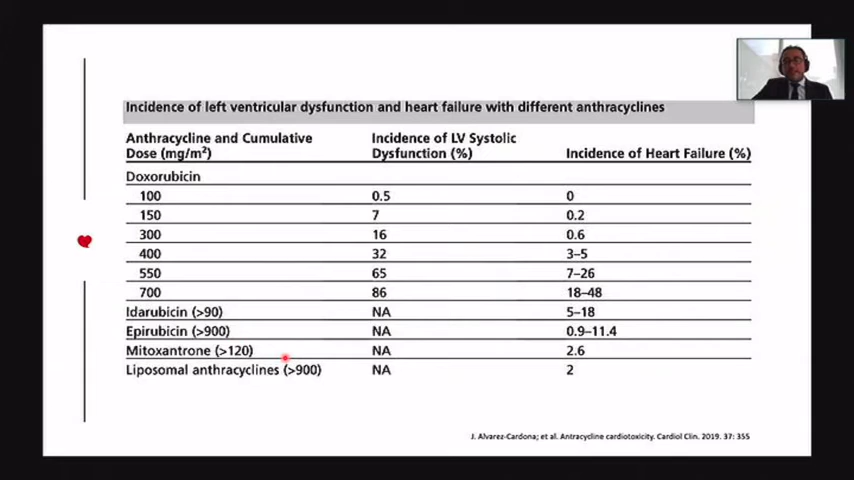 Incidence of left ventricular dysfunction and heart failure with different anthracyclines
Anthracycline and Cumulative Dose (mg/m²) Incidence of LV Systolic Dysfunction (%) Incidence of Heart Failure (%)
Doxorubicin
100 0.5 0
150 7 0.2
300 16 0.6
400 32 3–5
550 65 7–26
700 86 18–48
Idarubicin (>90) NA 5–18
Epirubicin (>900) NA 0.9–11.4
Mitoxantrone (>120) NA 2.6
Liposomal anthracyclines (>900) NA 2
J. Alvarez-Cardona; et al. Antracycline cardiotoxicity. Cardiol Clin. 2019. 37: 355